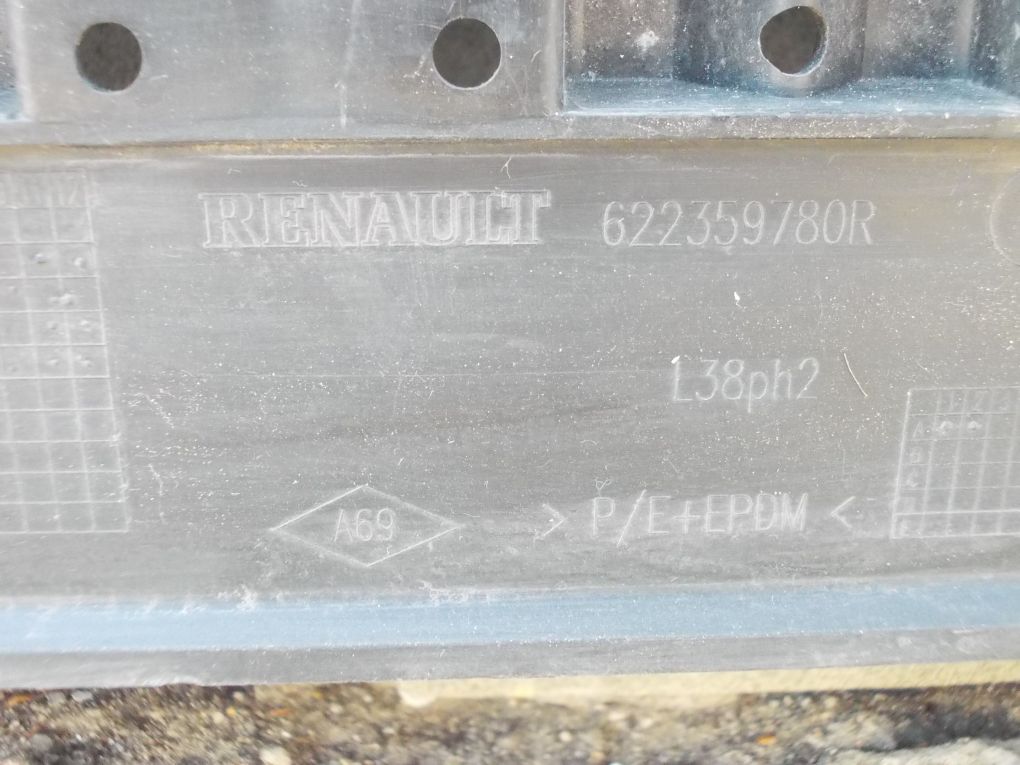 RENAULT 622359780R
L38ph2
A69 > P/E+EPDM <